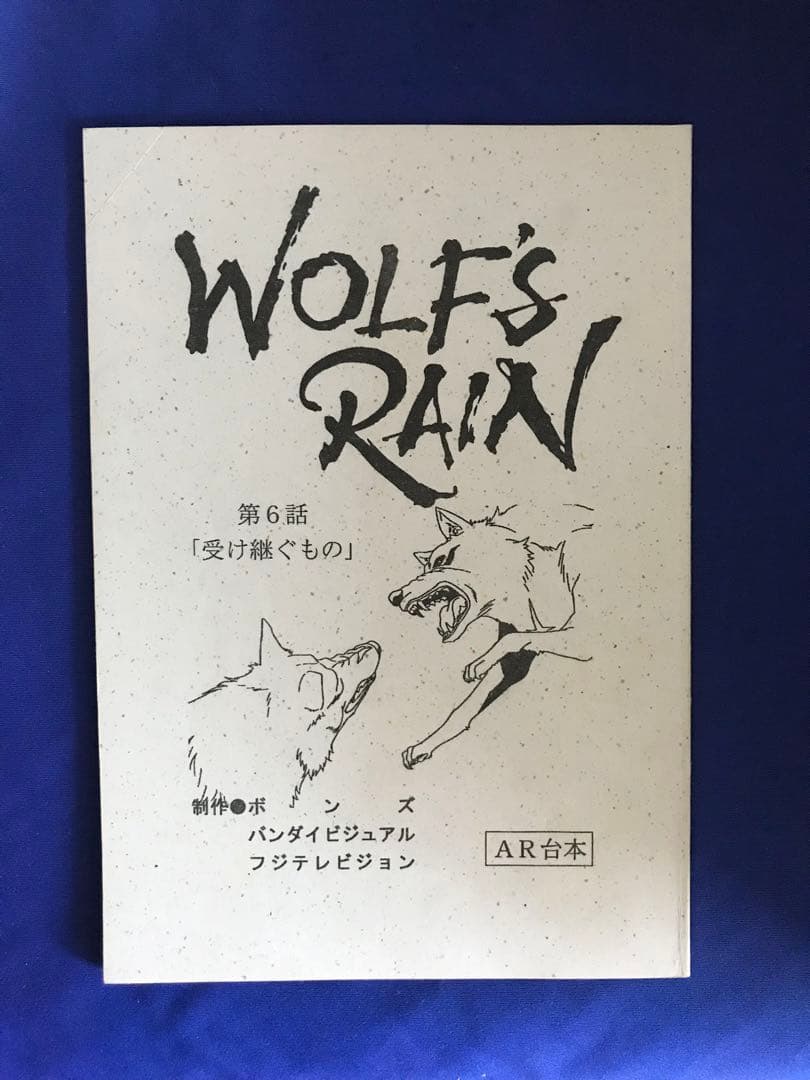 WOLF'S
RAIN
第6話
「受け継ぐもの」
制作●ボンズ
バンダイビジュアル
フジテレビジョン
AR台本